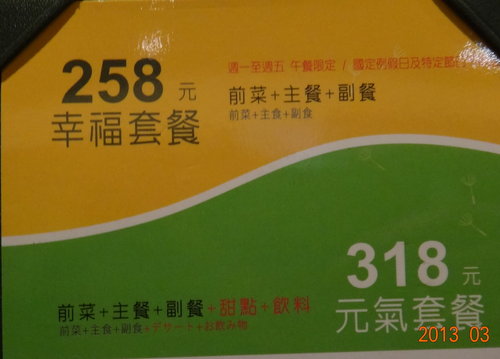 週一至週五 午餐限定 / 國定例假日及特定節
258 元
前菜+主餐+副餐
幸福套餐
前菜+主食+副食
318 元
前菜+主餐+副餐+甜點+飲料
元氣套餐
前菜+主食+副食+デザート+お飲み物
2013 03